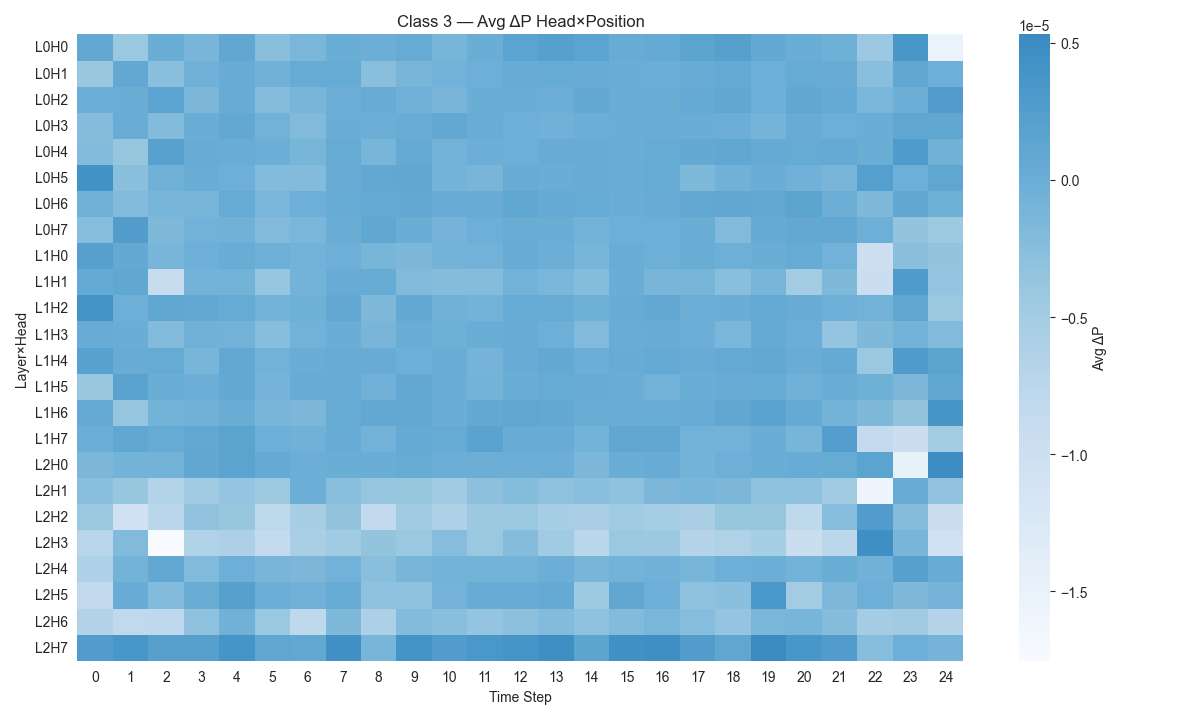 Class 3 — Avg ΔP Head×Position
1e−5
L0H0
L0H1
L0H2
L0H3
L0H4
L0H5
L0H6
L0H7
L1H0
L1H1
L1H2
L1H3
L1H4
L1H5
L1H6
L1H7
L2H0
L2H1
L2H2
L2H3
L2H4
L2H5
L2H6
L2H7
Layer×Head
0 1 2 3 4 5 6 7 8 9 10 11 12 13 14 15 16 17 18 19 20 21 22 23 24
Time Step
0.5
0.0
−0.5
−1.0
−1.5
Avg ΔP